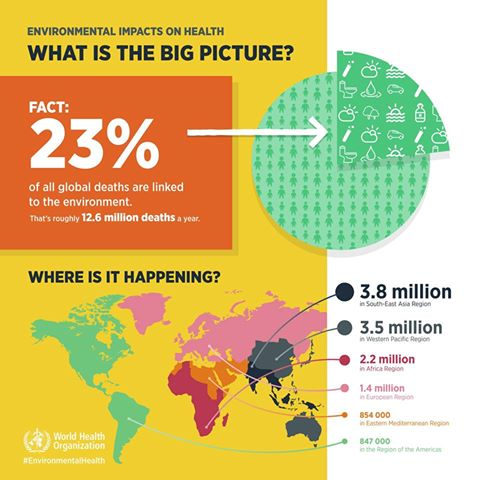 ENVIRONMENTAL IMPACTS ON HEALTH
WHAT IS THE BIG PICTURE?
FACT:
23%
of all global deaths are linked
to the environment.
That's roughly 12.6 million deaths a year.
WHERE IS IT HAPPENING?
3.8 million
in South-East Asia Region
3.5 million
in Western Pacific Region
2.2 million
in Africa Region
1.4 million
in European Region
854 000
in Eastern Mediterranean Region
847 000
in the Region of the Americas
World Health
Organization
#EnvironmentalHealth